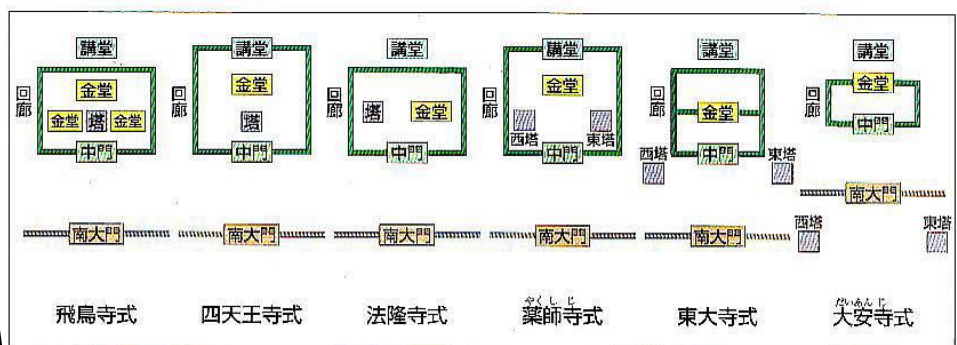 講堂
回廊
金堂
金堂 塔 金堂
中門
南大門
飛鳥寺式
講堂
回廊
金堂
塔
中門
南大門
四天王寺式
講堂
回廊
塔 金堂
中門
南大門
法隆寺式
講堂
回廊
金堂
西塔 東塔
中門
南大門
やくしじ
薬師寺式
講堂
回廊
金堂
中門
西塔 東塔
南大門
東大寺式
講堂
金堂
回廊
中門
南大門
西塔 東塔
だいあんじ
大安寺式